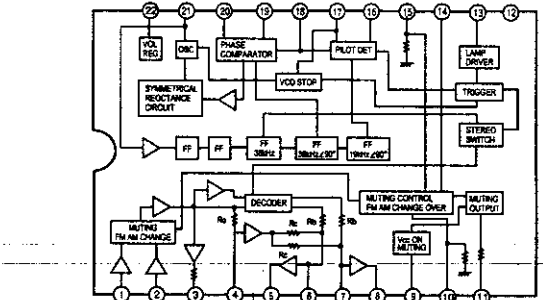 22 21 20 19 18 17 16 15 14 13 12
VOL
REG
OSC
PHASE
COMPARATOR
PILOT DET
LAMP
DRIVER
SYMMETRICAL
REOCTANCE
CIRCUIT
VCO STOP
TRIGGER
STEREO
SWITCH
FF
FF
FF
38kHz
FF
38kHz∠90°
FF
19kHz∠90°
DECODER
MUTING
FM AM CHANGE
Ro
Rc
Rb
Rb
Rc
MUTING CONTROL
FM AM CHANGE OVER
MUTING
OUTPUT
Vcc ON
MUTING
1 2 3 4 5 6 7 8 9 10 11